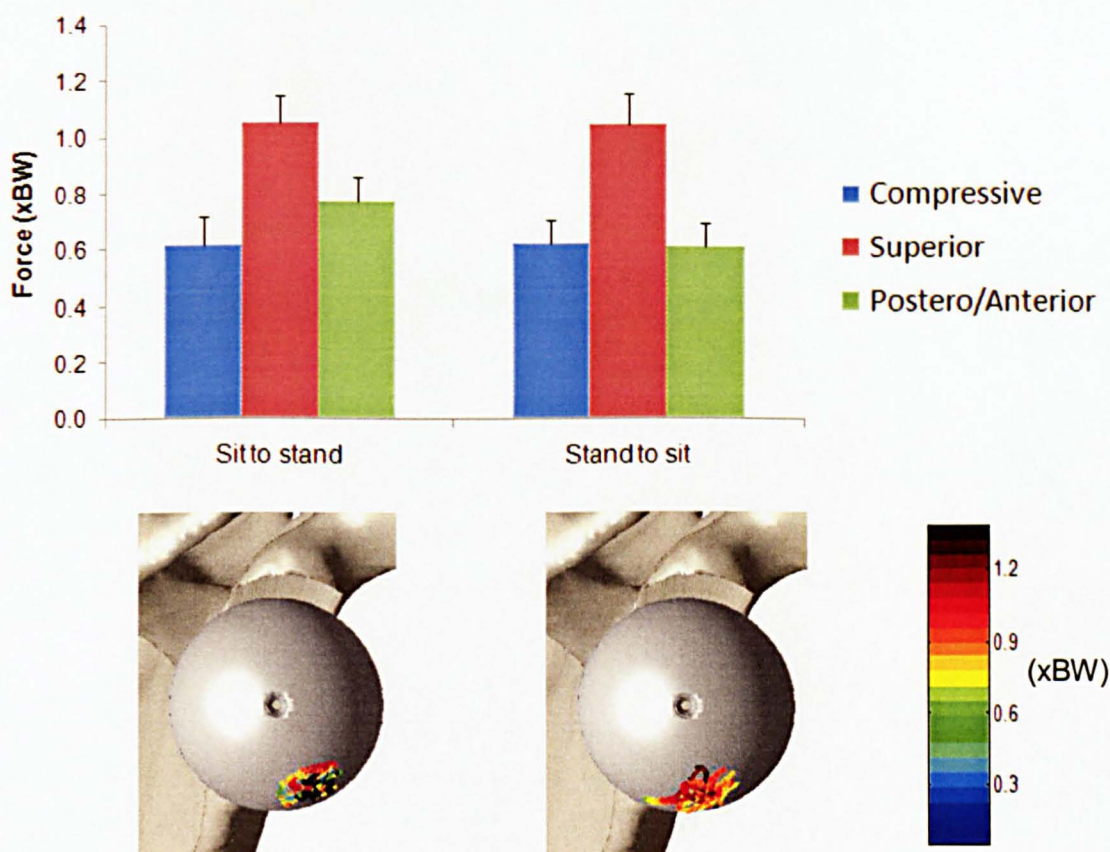 1.4
1.2
1.0
0.8
0.6
0.4
0.2
0.0
Force (xBW)
Sit to stand
Stand to sit
Compressive
Superior
Postero/Anterior
1.2
0.9
0.6
0.3
(xBW)